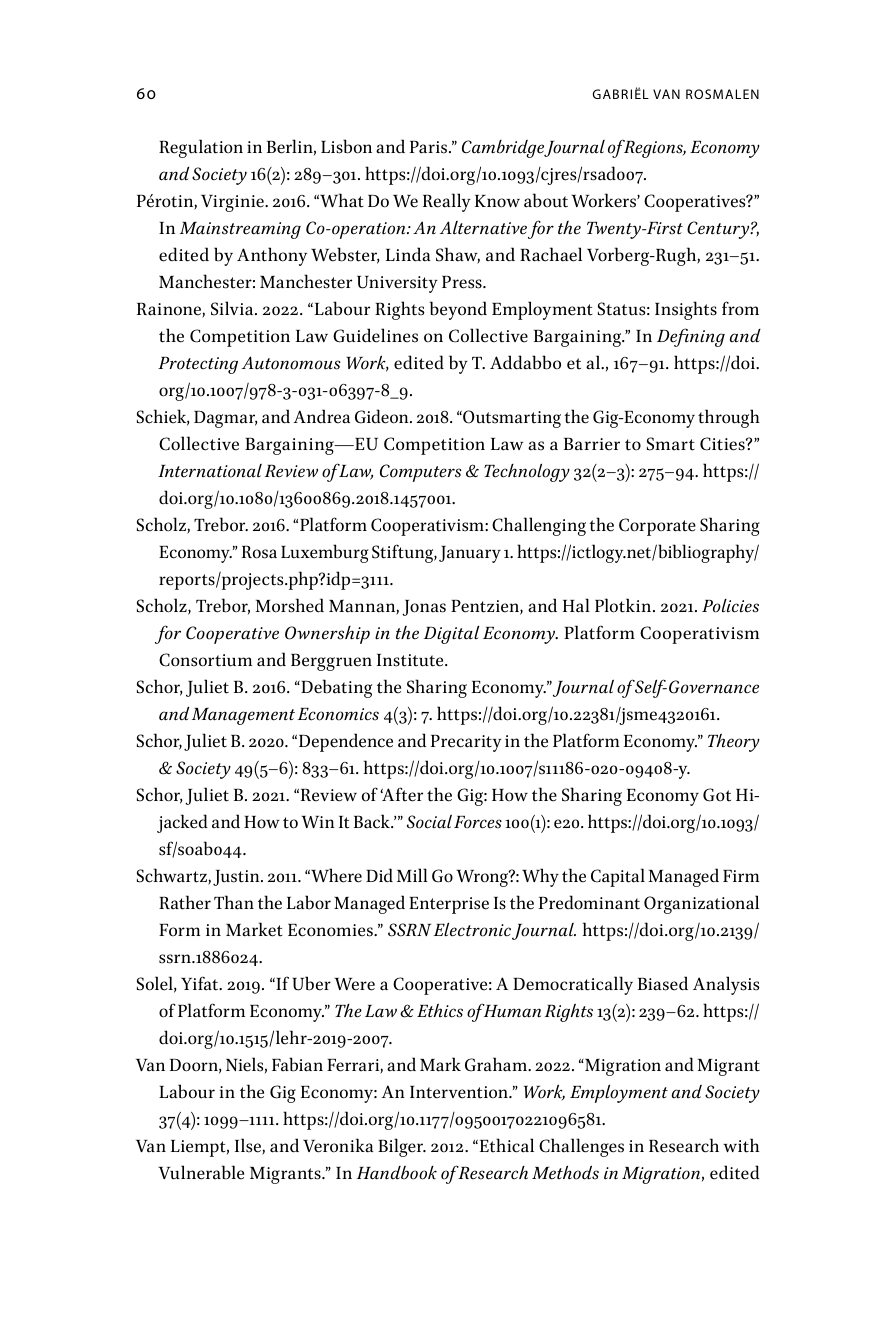 60
GABRIËL VAN ROSMALEN
Regulation in Berlin, Lisbon and Paris.” Cambridge Journal of Regions, Economy
and Society 16(2): 289–301. https://doi.org/10.1093/cjres/rsad007.
Pérotin, Virginie. 2016. “What Do We Really Know about Workers’ Cooperatives?”
In Mainstreaming Co-operation: An Alternative for the Twenty-First Century?,
edited by Anthony Webster, Linda Shaw, and Rachael Vorberg-Rugh, 231–51.
Manchester: Manchester University Press.
Rainone, Silvia. 2022. “Labour Rights beyond Employment Status: Insights from
the Competition Law Guidelines on Collective Bargaining.” In Defining and
Protecting Autonomous Work, edited by T. Addabbo et al., 167–91. https://doi.
org/10.1007/978-3-031-06397-8_9.
Schiek, Dagmar, and Andrea Gideon. 2018. “Outsmarting the Gig-Economy through
Collective Bargaining—EU Competition Law as a Barrier to Smart Cities?”
International Review of Law, Computers & Technology 32(2–3): 275–94. https://
doi.org/10.1080/13600869.2018.1457001.
Scholz, Trebor. 2016. “Platform Cooperativism: Challenging the Corporate Sharing
Economy.” Rosa Luxemburg Stiftung, January 1. https://ictlogy.net/bibliography/
reports/projects.php?idp=3111.
Scholz, Trebor, Morshed Mannan, Jonas Pentzien, and Hal Plotkin. 2021. Policies
for Cooperative Ownership in the Digital Economy. Platform Cooperativism
Consortium and Berggruen Institute.
Schor, Juliet B. 2016. “Debating the Sharing Economy.” Journal of Self-Governance
and Management Economics 4(3): 7. https://doi.org/10.22381/jsme4320161.
Schor, Juliet B. 2020. “Dependence and Precarity in the Platform Economy.” Theory
& Society 49(5–6): 833–61. https://doi.org/10.1007/s11186-020-09408-y.
Schor, Juliet B. 2021. “Review of ‘After the Gig: How the Sharing Economy Got Hi-
jacked and How to Win It Back.’” Social Forces 100(1): e20. https://doi.org/10.1093/
sf/soab044.
Schwartz, Justin. 2011. “Where Did Mill Go Wrong?: Why the Capital Managed Firm
Rather Than the Labor Managed Enterprise Is the Predominant Organizational
Form in Market Economies.” SSRN Electronic Journal. https://doi.org/10.2139/
ssrn.1886024.
Solel, Yifat. 2019. “If Uber Were a Cooperative: A Democratically Biased Analysis
of Platform Economy.” The Law & Ethics of Human Rights 13(2): 239–62. https://
doi.org/10.1515/lehr-2019-2007.
Van Doorn, Niels, Fabian Ferrari, and Mark Graham. 2022. “Migration and Migrant
Labour in the Gig Economy: An Intervention.” Work, Employment and Society
37(4): 1099–1111. https://doi.org/10.1177/09500170221096581.
Van Liempt, Ilse, and Veronika Bilger. 2012. “Ethical Challenges in Research with
Vulnerable Migrants.” In Handbook of Research Methods in Migration, edited